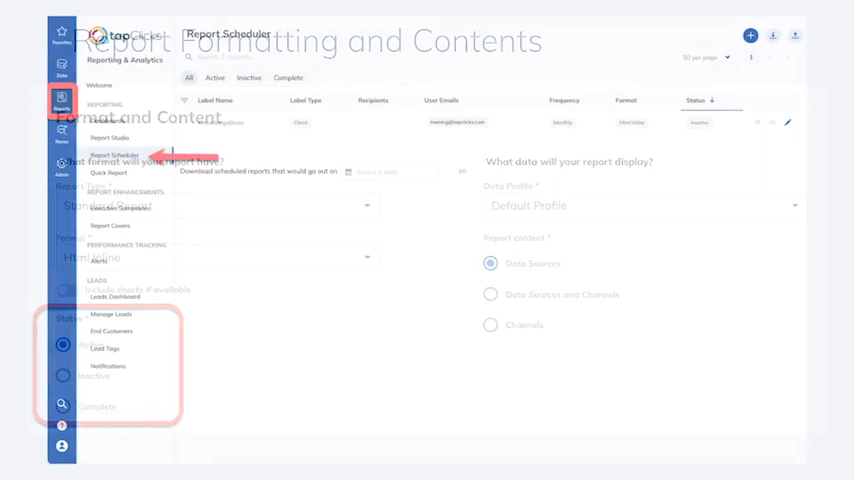 Report Formatting and Contents
tapClicks
Report Scheduler
Favorites
Search 1 records
50 per page
1
Reporting & Analytics
Data
All
Active
Inactive
Complete
Welcome
Label Name
Label Type
Recipients
User Emails
Frequency
Format
Status
REPORTING
Reports
Format and Content
Dashboards
Client
training@tapclicks.com
Monthly
Html Inline
Inactive
Report Studio
Report Scheduler
What format will your report have?
What data will your report display?
Quick Report
Download scheduled reports that would go out on
Select a date
GO
Admin
Report Type *
Data Profile *
REPORT ENHANCEMENTS
Standard Report
Executive Summaries
Default Profile
Report Covers
Format *
Report content *
PERFORMANCE TRACKING
Html Inline
Alerts
Data Sources
LEADS
Include charts if available
Leads Dashboard
Data Sources and Channels
Manage Leads
Status *
Channels
End Customers
Active
Lead Tags
Notifications
Inactive
Complete